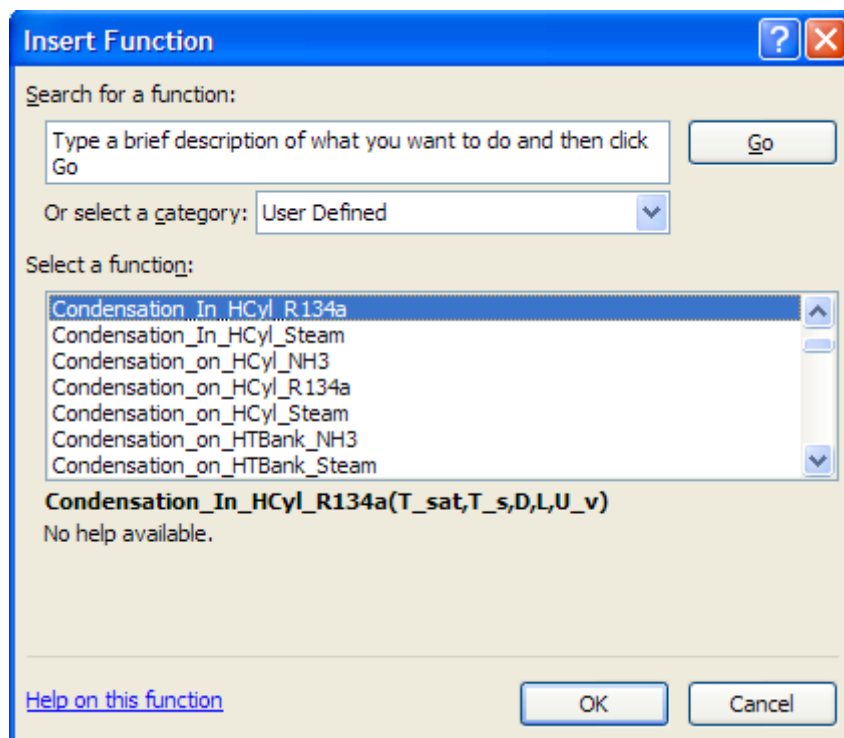 Insert Function
Search for a function:
Type a brief description of what you want to do and then click
Go
Go
Or select a category: User Defined
Select a function:
Condensation_In_HCyl_R134a
Condensation_In_HCyl_Steam
Condensation_on_HCyl_NH3
Condensation_on_HCyl_R134a
Condensation_on_HCyl_Steam
Condensation_on_HTBank_NH3
Condensation_on_HTBank_Steam
Condensation_In_HCyl_R134a(T_sat,T_s,D,L,U_v)
No help available.
Help on this function
OK
Cancel